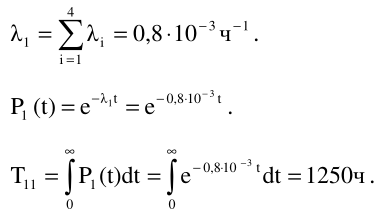 λ₁ = ∑_{i=1}^{4} λᵢ = 0,8·10⁻³ ч⁻¹ .
P₁ (t) = e^{−λ₁t} = e^{−0,8·10⁻³ t} .
T₁₁ = ∫_{0}^{∞} P₁(t)dt = ∫_{0}^{∞} e^{−0,8·10⁻³ t} dt = 1250ч .